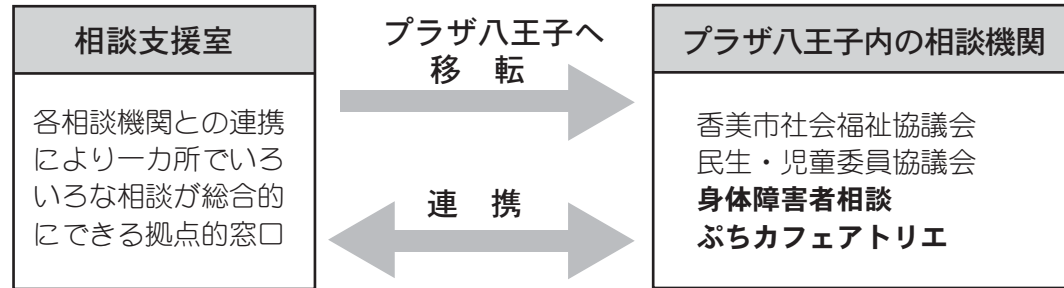 相談支援室
各相談機関との連携
により一カ所でいろ
いろな相談が総合的
にできる拠点的窓口
プラザ八王子へ
移　転
連　携
プラザ八王子内の相談機関
香美市社会福祉協議会
民生・児童委員協議会
身体障害者相談
ぷちカフェアトリエ